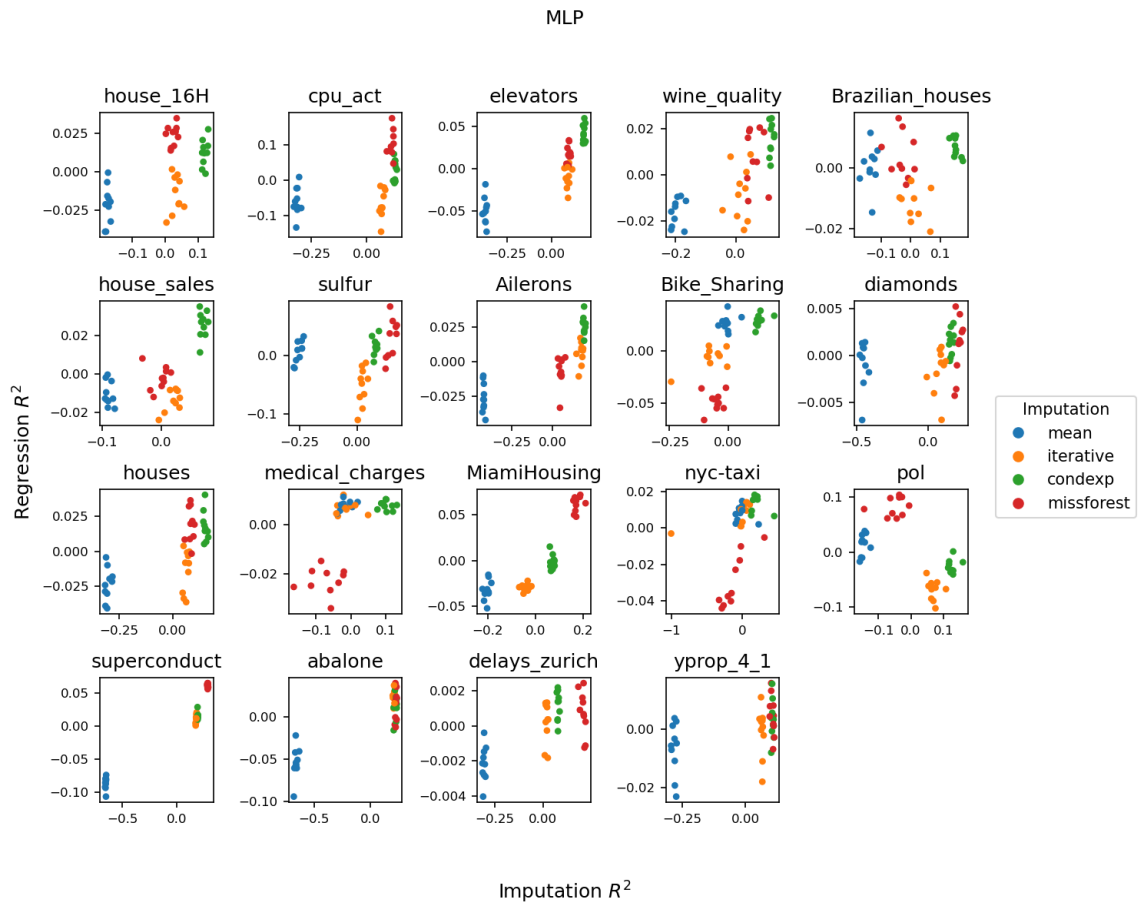 MLP
house_16H cpu_act elevators wine_quality Brazilian_houses
0.025 0.000 −0.025
−0.1 0.0 0.1
0.1 0.0 −0.1
−0.25 0.00
0.05 0.00 −0.05
−0.25 0.00
0.02 0.00 −0.02
−0.2 0.0
0.00 −0.02
−0.1 0.0 0.1
house_sales sulfur Ailerons Bike_Sharing diamonds
0.02 0.00 −0.02
−0.1 0.0
0.0 −0.1
−0.25 0.00
0.025 0.000 −0.025
−0.25 0.00
0.05 0.00 −0.05
−0.25 0.00
0.005 0.000 −0.005
−0.5 0.0
houses medical_charges MiamiHousing nyc-taxi pol
0.025 0.000 −0.025
−0.25 0.00
0.00 −0.02
−0.1 0.0 0.1
0.05 0.00 −0.05
−0.2 0.0 0.2
0.02 0.00 −0.02 −0.04
−1 0
0.1 0.0 −0.1
−0.1 0.0 0.1
superconduct abalone delays_zurich yprop_4_1
0.05 0.00 −0.05 −0.10
−0.5 0.0
0.00 −0.05 −0.10
−0.5 0.0
0.002 0.000 −0.002 −0.004
−0.25 0.00
0.00 −0.02
−0.25 0.00
Regression R²
Imputation R²
Imputation
mean
iterative
condexp
missforest